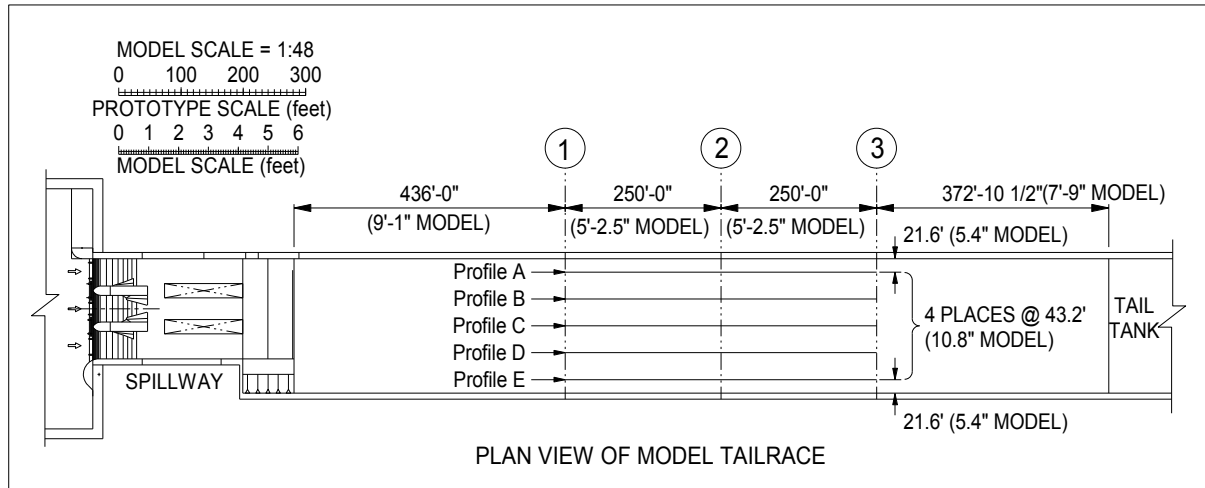 MODEL SCALE = 1:48
0 100 200 300
PROTOTYPE SCALE (feet)
0 1 2 3 4 5 6
MODEL SCALE (feet)
1 2 3
436'-0" 250'-0" 250'-0" 372'-10 1/2"(7'-9" MODEL)
(9'-1" MODEL) (5'-2.5" MODEL) (5'-2.5" MODEL)
21.6' (5.4" MODEL)
Profile A
Profile B
Profile C
Profile D
Profile E
4 PLACES @ 43.2'
(10.8" MODEL)
TAIL
TANK
SPILLWAY
21.6' (5.4" MODEL)
PLAN VIEW OF MODEL TAILRACE